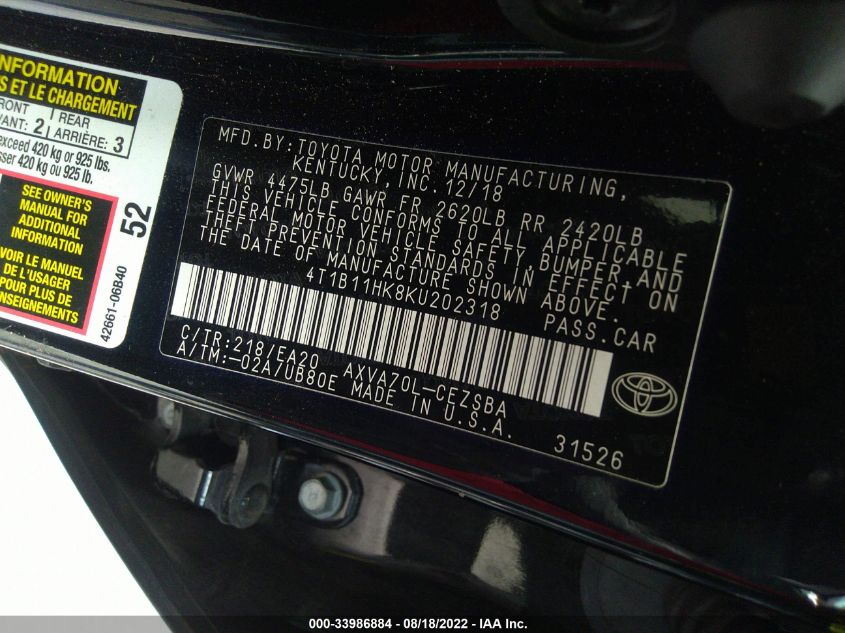 INFORMATION
S ET LE CHARGEMENT
FRONT
VANT: 2
REAR
ARRIÈRE: 3
exceed 420 kg or 925 lbs.
sser 420 kg ou 925 lb.
SEE OWNER'S
MANUAL FOR
ADDITIONAL
INFORMATION
VOIR LE MANUEL
DE L'USAGER
POUR PLUS DE
RENSEIGNEMENTS
52
42661-06B40
MFD. BY: TOYOTA MOTOR MANUFACTURING,
KENTUCKY, INC. 12/18
GVWR 4475LB GAWR FR 2620LB RR 2420LB
THIS VEHICLE CONFORMS TO ALL APPLICABLE
FEDERAL MOTOR VEHICLE SAFETY, BUMPER, AND
THEFT PREVENTION STANDARDS IN EFFECT ON
THE DATE OF MANUFACTURE SHOWN ABOVE.
4T1B11HK8KU202318 PASS.CAR
C/TR:218/EA20 AXVA70L-CEZSBA
A/TM:-02A/UB80E MADE IN U.S.A.
31526
000-33986884 - 08/18/2022 - IAA Inc.